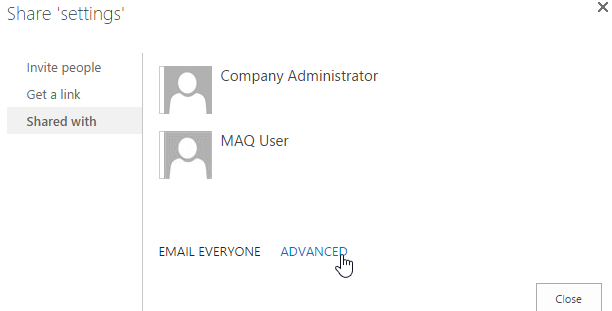 Share 'settings'
Invite people
Get a link
Shared with
Company Administrator
MAQ User
EMAIL EVERYONE
ADVANCED
Close